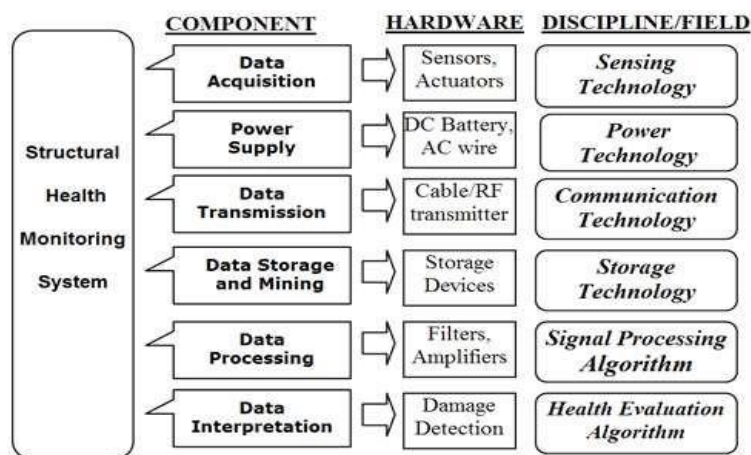 COMPONENT HARDWARE DISCIPLINE/FIELD
Structural
Health
Monitoring
System
Data
Acquisition
Sensors,
Actuators
Sensing
Technology
Power
Supply
DC Battery,
AC wire
Power
Technology
Data
Transmission
Cable/RF
transmitter
Communication
Technology
Data Storage
and Mining
Storage
Devices
Storage
Technology
Data
Processing
Filters,
Amplifiers
Signal Processing
Algorithm
Data
Interpretation
Damage
Detection
Health Evaluation
Algorithm